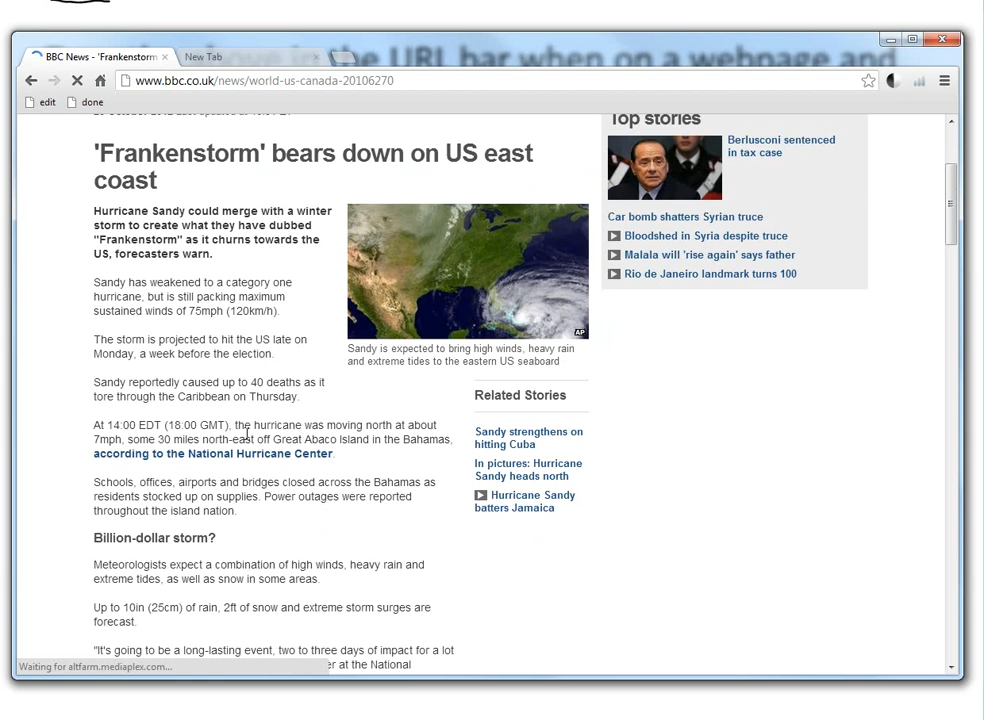 the URL bar when on a webpage and
BBC News - 'Frankenstorm
New Tab
www.bbc.co.uk/news/world-us-canada-20106270
edit
done
'Frankenstorm' bears down on US east
coast
Hurricane Sandy could merge with a winter
storm to create what they have dubbed
"Frankenstorm" as it churns towards the
US, forecasters warn.
Sandy has weakened to a category one
hurricane, but is still packing maximum
sustained winds of 75mph (120km/h).
The storm is projected to hit the US late on
Monday, a week before the election.
Sandy reportedly caused up to 40 deaths as it
tore through the Caribbean on Thursday.
AP
Sandy is expected to bring high winds, heavy rain
and extreme tides to the eastern US seaboard
At 14:00 EDT (18:00 GMT), the hurricane was moving north at about
7mph, some 30 miles north-east off Great Abaco Island in the Bahamas,
according to the National Hurricane Center.
Schools, offices, airports and bridges closed across the Bahamas as
residents stocked up on supplies. Power outages were reported
throughout the island nation.
Billion-dollar storm?
Meteorologists expect a combination of high winds, heavy rain and
extreme tides, as well as snow in some areas.
Up to 10in (25cm) of rain, 2ft of snow and extreme storm surges are
forecast.
"It's going to be a long-lasting event, two to three days of impact for a lot
er at the National
Related Stories
Sandy strengthens on
hitting Cuba
In pictures: Hurricane
Sandy heads north
Hurricane Sandy
batters Jamaica
Top stories
Berlusconi sentenced
in tax case
Car bomb shatters Syrian truce
Bloodshed in Syria despite truce
Malala will 'rise again' says father
Rio de Janeiro landmark turns 100
Waiting for altfarm.mediaplex.com...